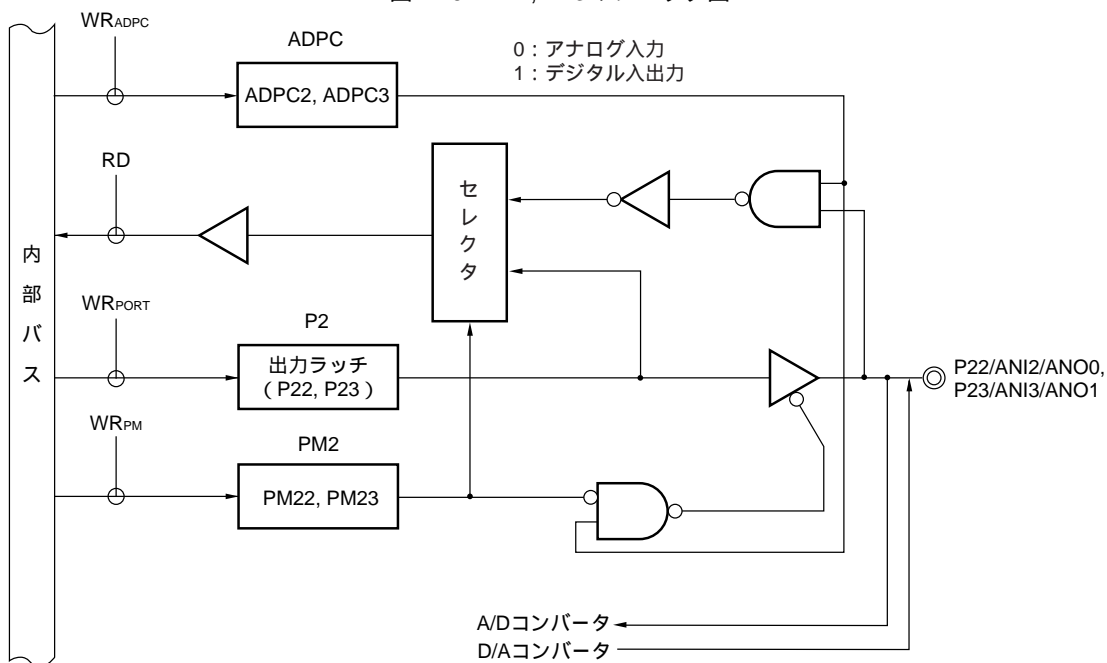 WRADPC
ADPC
0：アナログ入力
1：デジタル入出力
ADPC2, ADPC3
RD
セレクタ
内部バス
WRPORT
P2
出力ラッチ
（P22, P23）
P22/ANI2/ANO0,
P23/ANI3/ANO1
WRPM
PM2
PM22, PM23
A/Dコンバータ
D/Aコンバータ